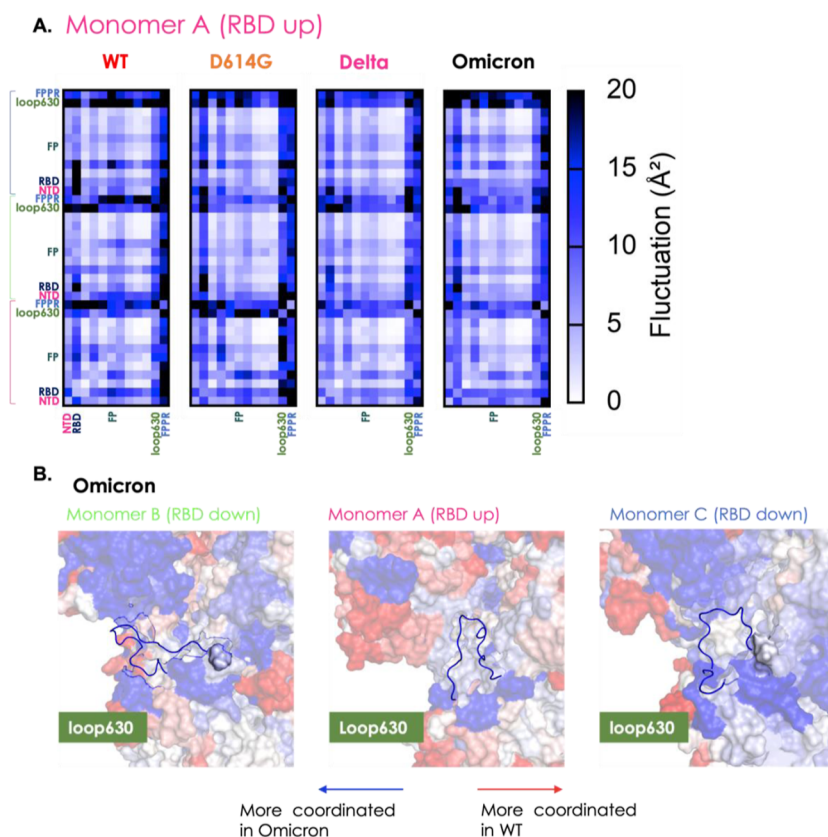 A. Monomer A (RBD up)
WT D614G Delta Omicron
FPPR
loop630
FP
RBD
NTD
FPPR
loop630
FP
RBD
NTD
FPPR
loop630
FP
RBD
NTD
NTD RBD FP loop630 FPPR
FP loop630 FPPR
FP loop630 FPPR
FP loop630 FPPR
20
15
10
5
0
Fluctuation (Å²)
B.
Omicron
Monomer B (RBD down) Monomer A (RBD up) Monomer C (RBD down)
loop630 Loop630 loop630
More coordinated
in Omicron
More coordinated
in WT